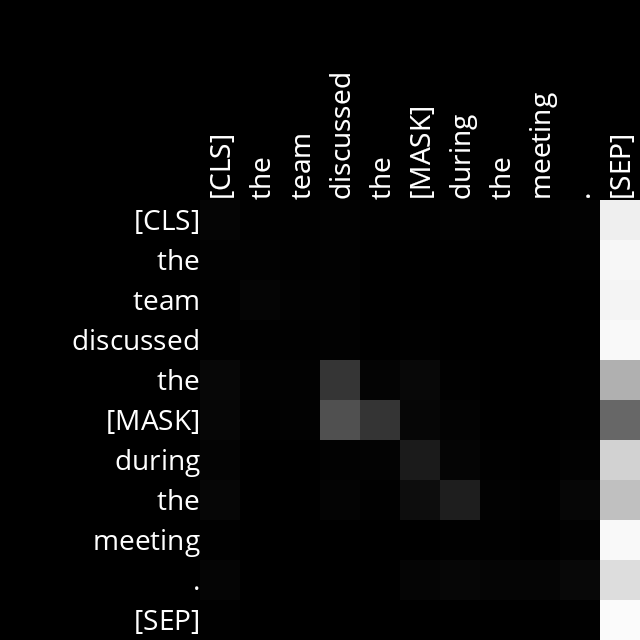 [CLS]
the
team
discussed
the
[MASK]
during
the
meeting
.
[SEP]
[CLS]
the
team
discussed
the
[MASK]
during
the
meeting
.
[SEP]